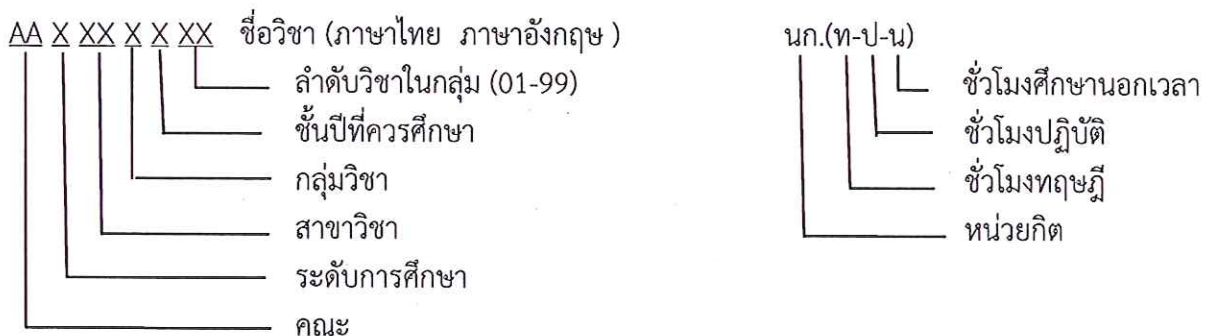 AA X XX X X XX ชื่อวิชา (ภาษาไทย ภาษาอังกฤษ ) นก.(ท-ป-น)
ลำดับวิชาในกลุ่ม (01-99) ชั่วโมงศึกษานอกเวลา
ชั้นปีที่ควรศึกษา ชั่วโมงปฏิบัติ
กลุ่มวิชา ชั่วโมงทฤษฎี
สาขาวิชา หน่วยกิต
ระดับการศึกษา
คณะ